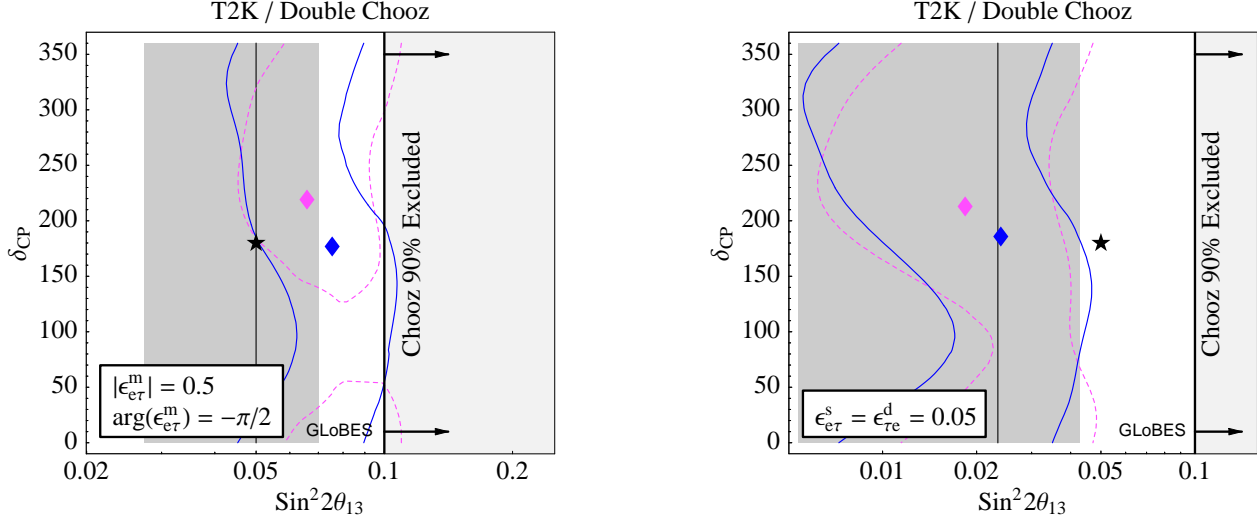 T2K / Double Chooz
350
300
250
200
150
100
50
0
δCP
Chooz 90% Excluded
|ϵ^m_eτ| = 0.5
arg(ϵ^m_eτ) = −π/2
GLoBES
0.02 0.05 0.1 0.2
Sin²2θ₁₃
T2K / Double Chooz
350
300
250
200
150
100
50
0
δCP
Chooz 90% Excluded
ϵ^s_eτ = ϵ^d_τe = 0.05
GLoBES
0.01 0.02 0.05 0.1
Sin²2θ₁₃